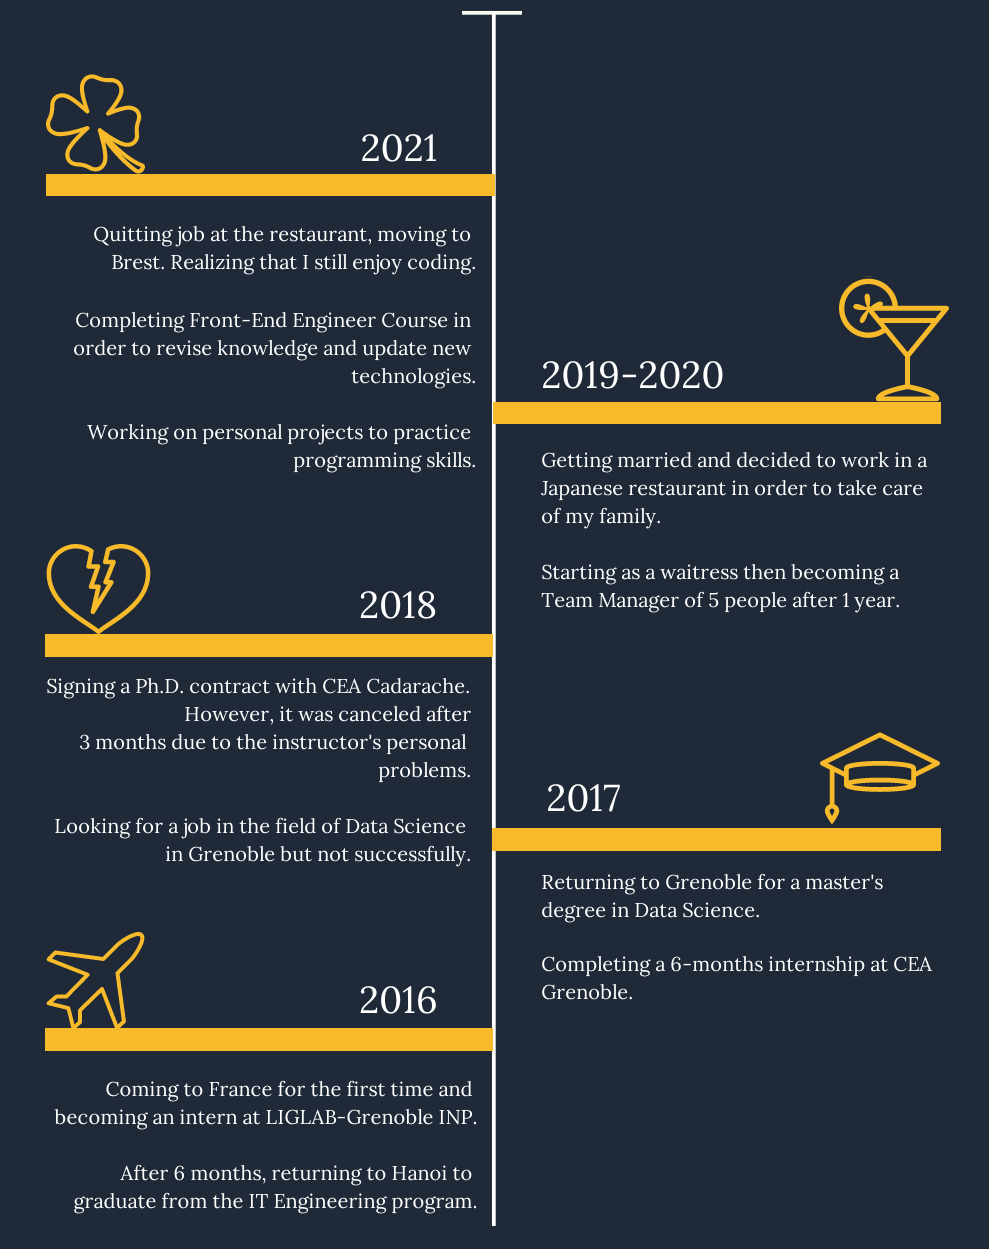 2021
Quitting job at the restaurant, moving to
Brest. Realizing that I still enjoy coding.
Completing Front-End Engineer Course in
order to revise knowledge and update new
technologies.
Working on personal projects to practice
programming skills.
2019-2020
Getting married and decided to work in a
Japanese restaurant in order to take care
of my family.
Starting as a waitress then becoming a
Team Manager of 5 people after 1 year.
2018
Signing a Ph.D. contract with CEA Cadarache.
However, it was canceled after
3 months due to the instructor's personal
problems.
Looking for a job in the field of Data Science
in Grenoble but not successfully.
2017
Returning to Grenoble for a master's
degree in Data Science.
Completing a 6-months internship at CEA
Grenoble.
2016
Coming to France for the first time and
becoming an intern at LIGLAB-Grenoble INP.
After 6 months, returning to Hanoi to
graduate from the IT Engineering program.